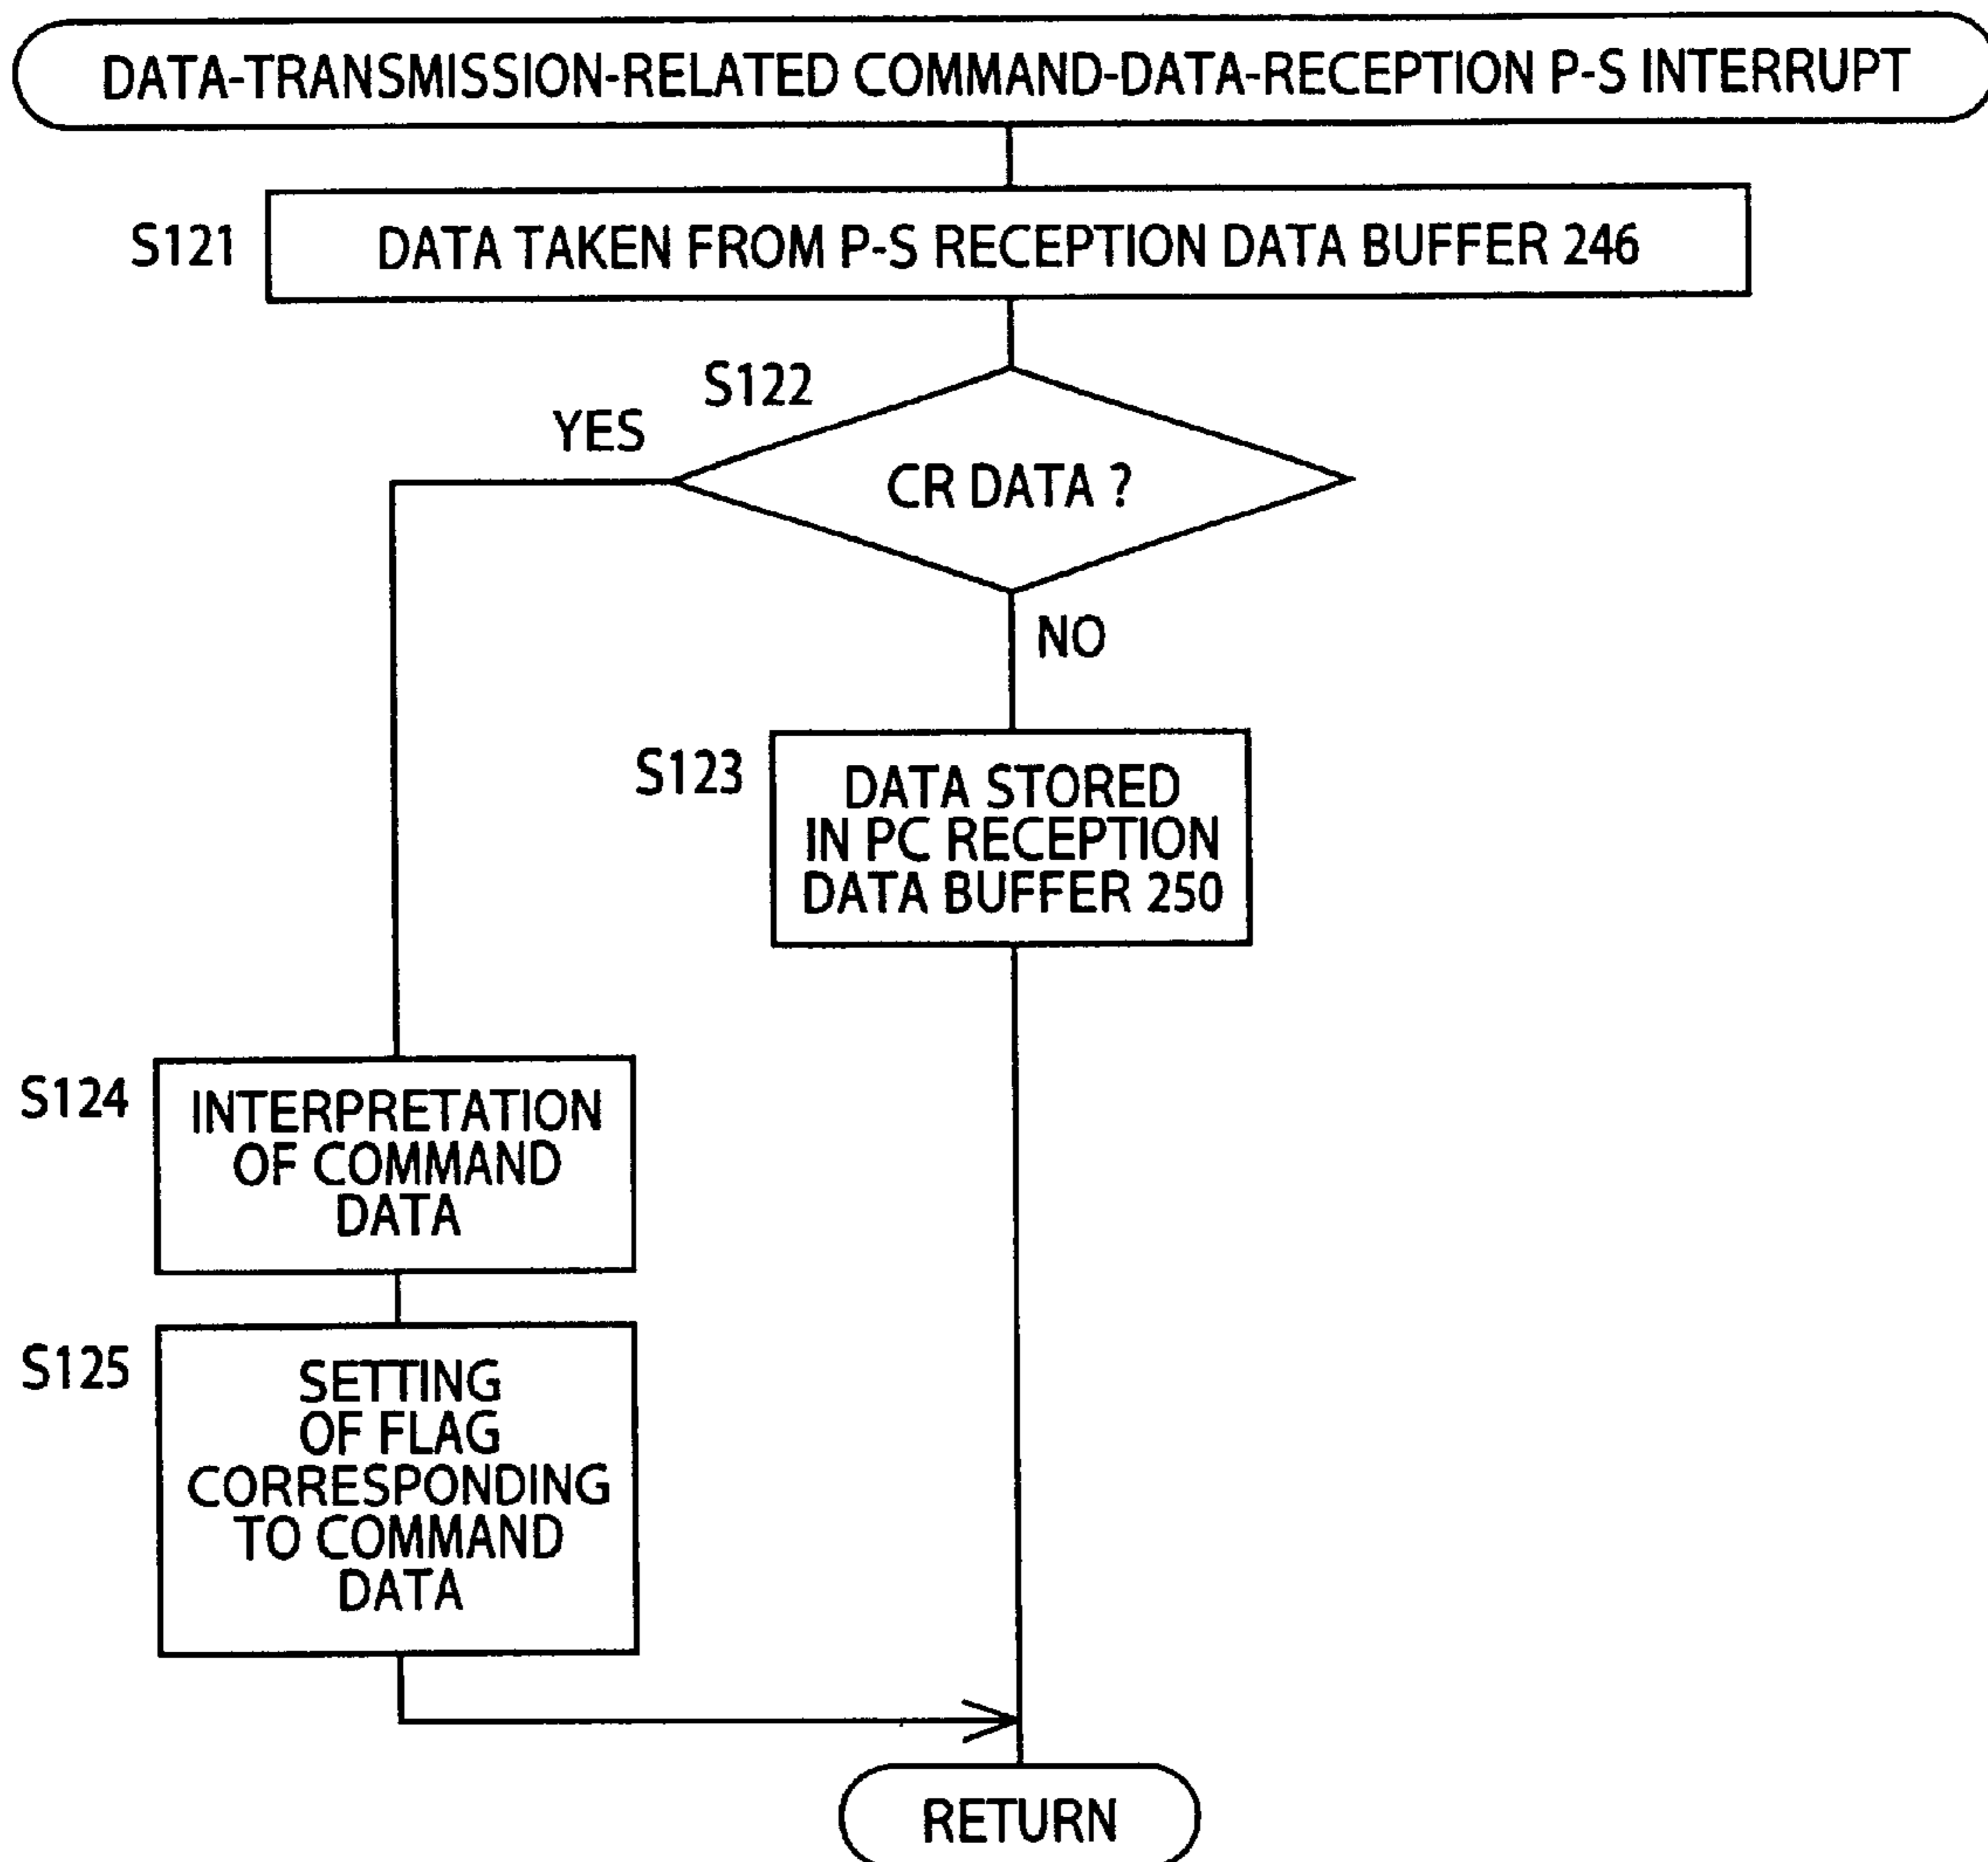 DATA-TRANSMISSION-RELATED COMMAND-DATA-RECEPTION P-S INTERRUPT
S121
DATA TAKEN FROM P-S RECEPTION DATA BUFFER 246
S122
YES
CR DATA ?
NO
S123
DATA STORED
IN PC RECEPTION
DATA BUFFER 250
S124
INTERPRETATION
OF COMMAND
DATA
S125
SETTING
OF FLAG
CORRESPONDING
TO COMMAND
DATA
RETURN